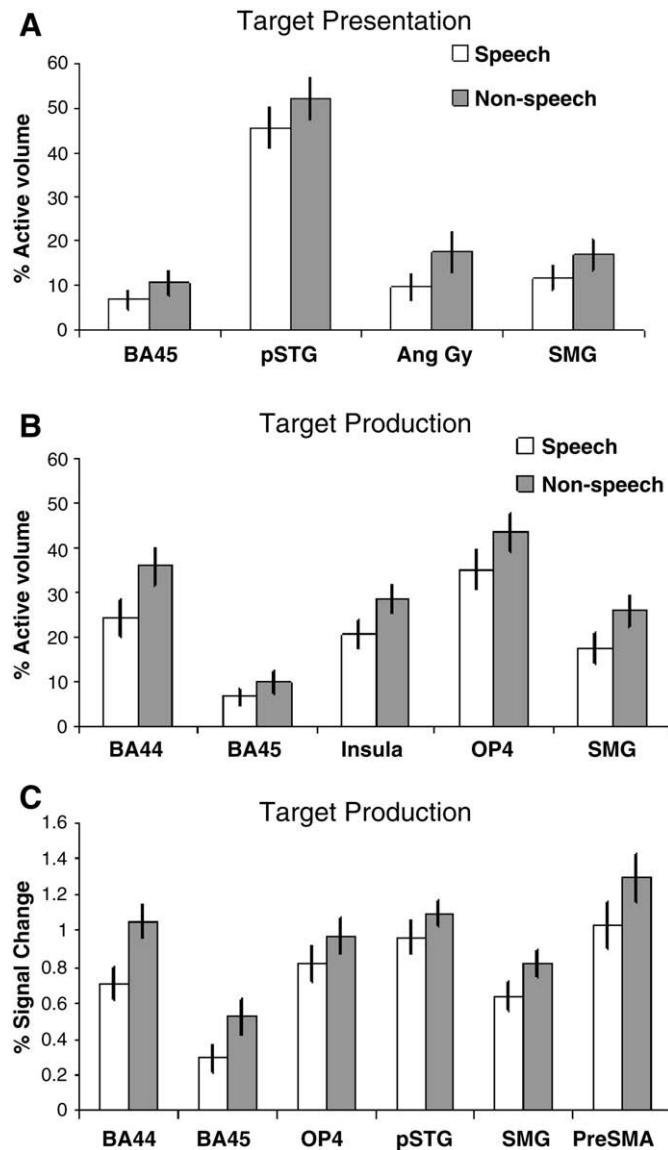 A
Target Presentation
Speech
Non-speech
% Active volume
60
50
40
30
20
10
0
BA45 pSTG Ang Gy SMG
B
Target Production
Speech
Non-speech
% Active volume
60
50
40
30
20
10
0
BA44 BA45 Insula OP4 SMG
C
Target Production
% Signal Change
1.6
1.4
1.2
1
0.8
0.6
0.4
0.2
0
BA44 BA45 OP4 pSTG SMG PreSMA